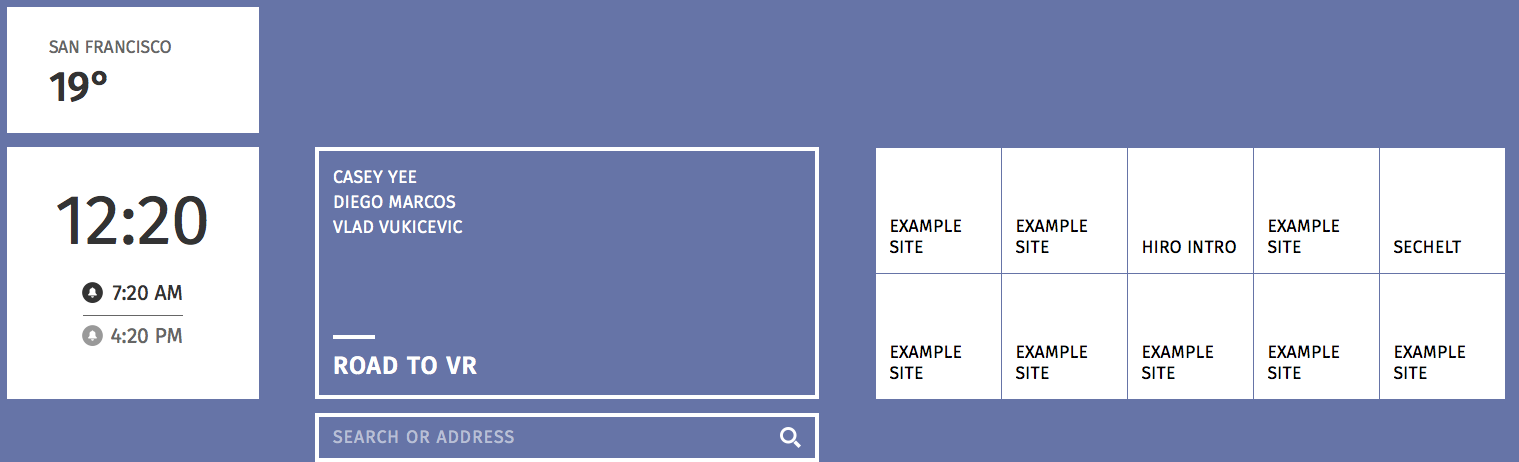 SAN FRANCISCO
19°
12:20
7:20 AM
4:20 PM
CASEY YEE
DIEGO MARCOS
VLAD VUKICEVIC
ROAD TO VR
SEARCH OR ADDRESS
EXAMPLE
SITE
EXAMPLE
SITE
HIRO INTRO
EXAMPLE
SITE
SECHELT
EXAMPLE
SITE
EXAMPLE
SITE
EXAMPLE
SITE
EXAMPLE
SITE
EXAMPLE
SITE